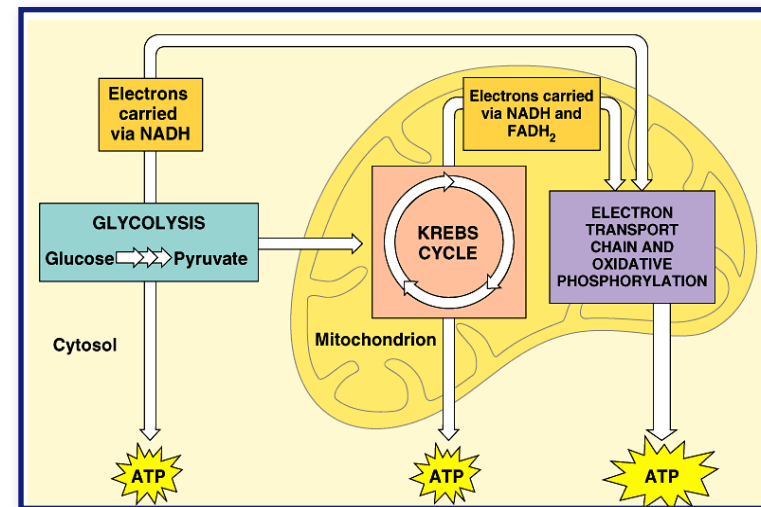 Electrons
carried
via NADH
Electrons carried
via NADH and
FADH2
GLYCOLYSIS
Glucose Pyruvate
KREBS
CYCLE
ELECTRON
TRANSPORT
CHAIN AND
OXIDATIVE
PHOSPHORYLATION
Cytosol
Mitochondrion
ATP
ATP
ATP